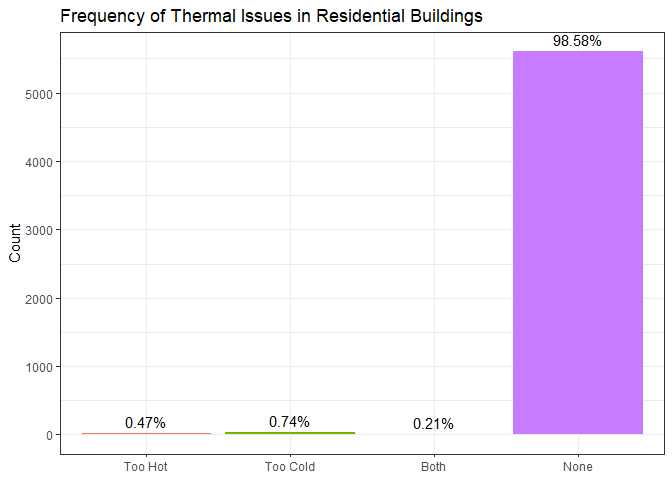 Frequency of Thermal Issues in Residential Buildings
98.58%
5000
4000
3000
2000
1000
0
Count
0.47%
0.74%
0.21%
Too Hot
Too Cold
Both
None